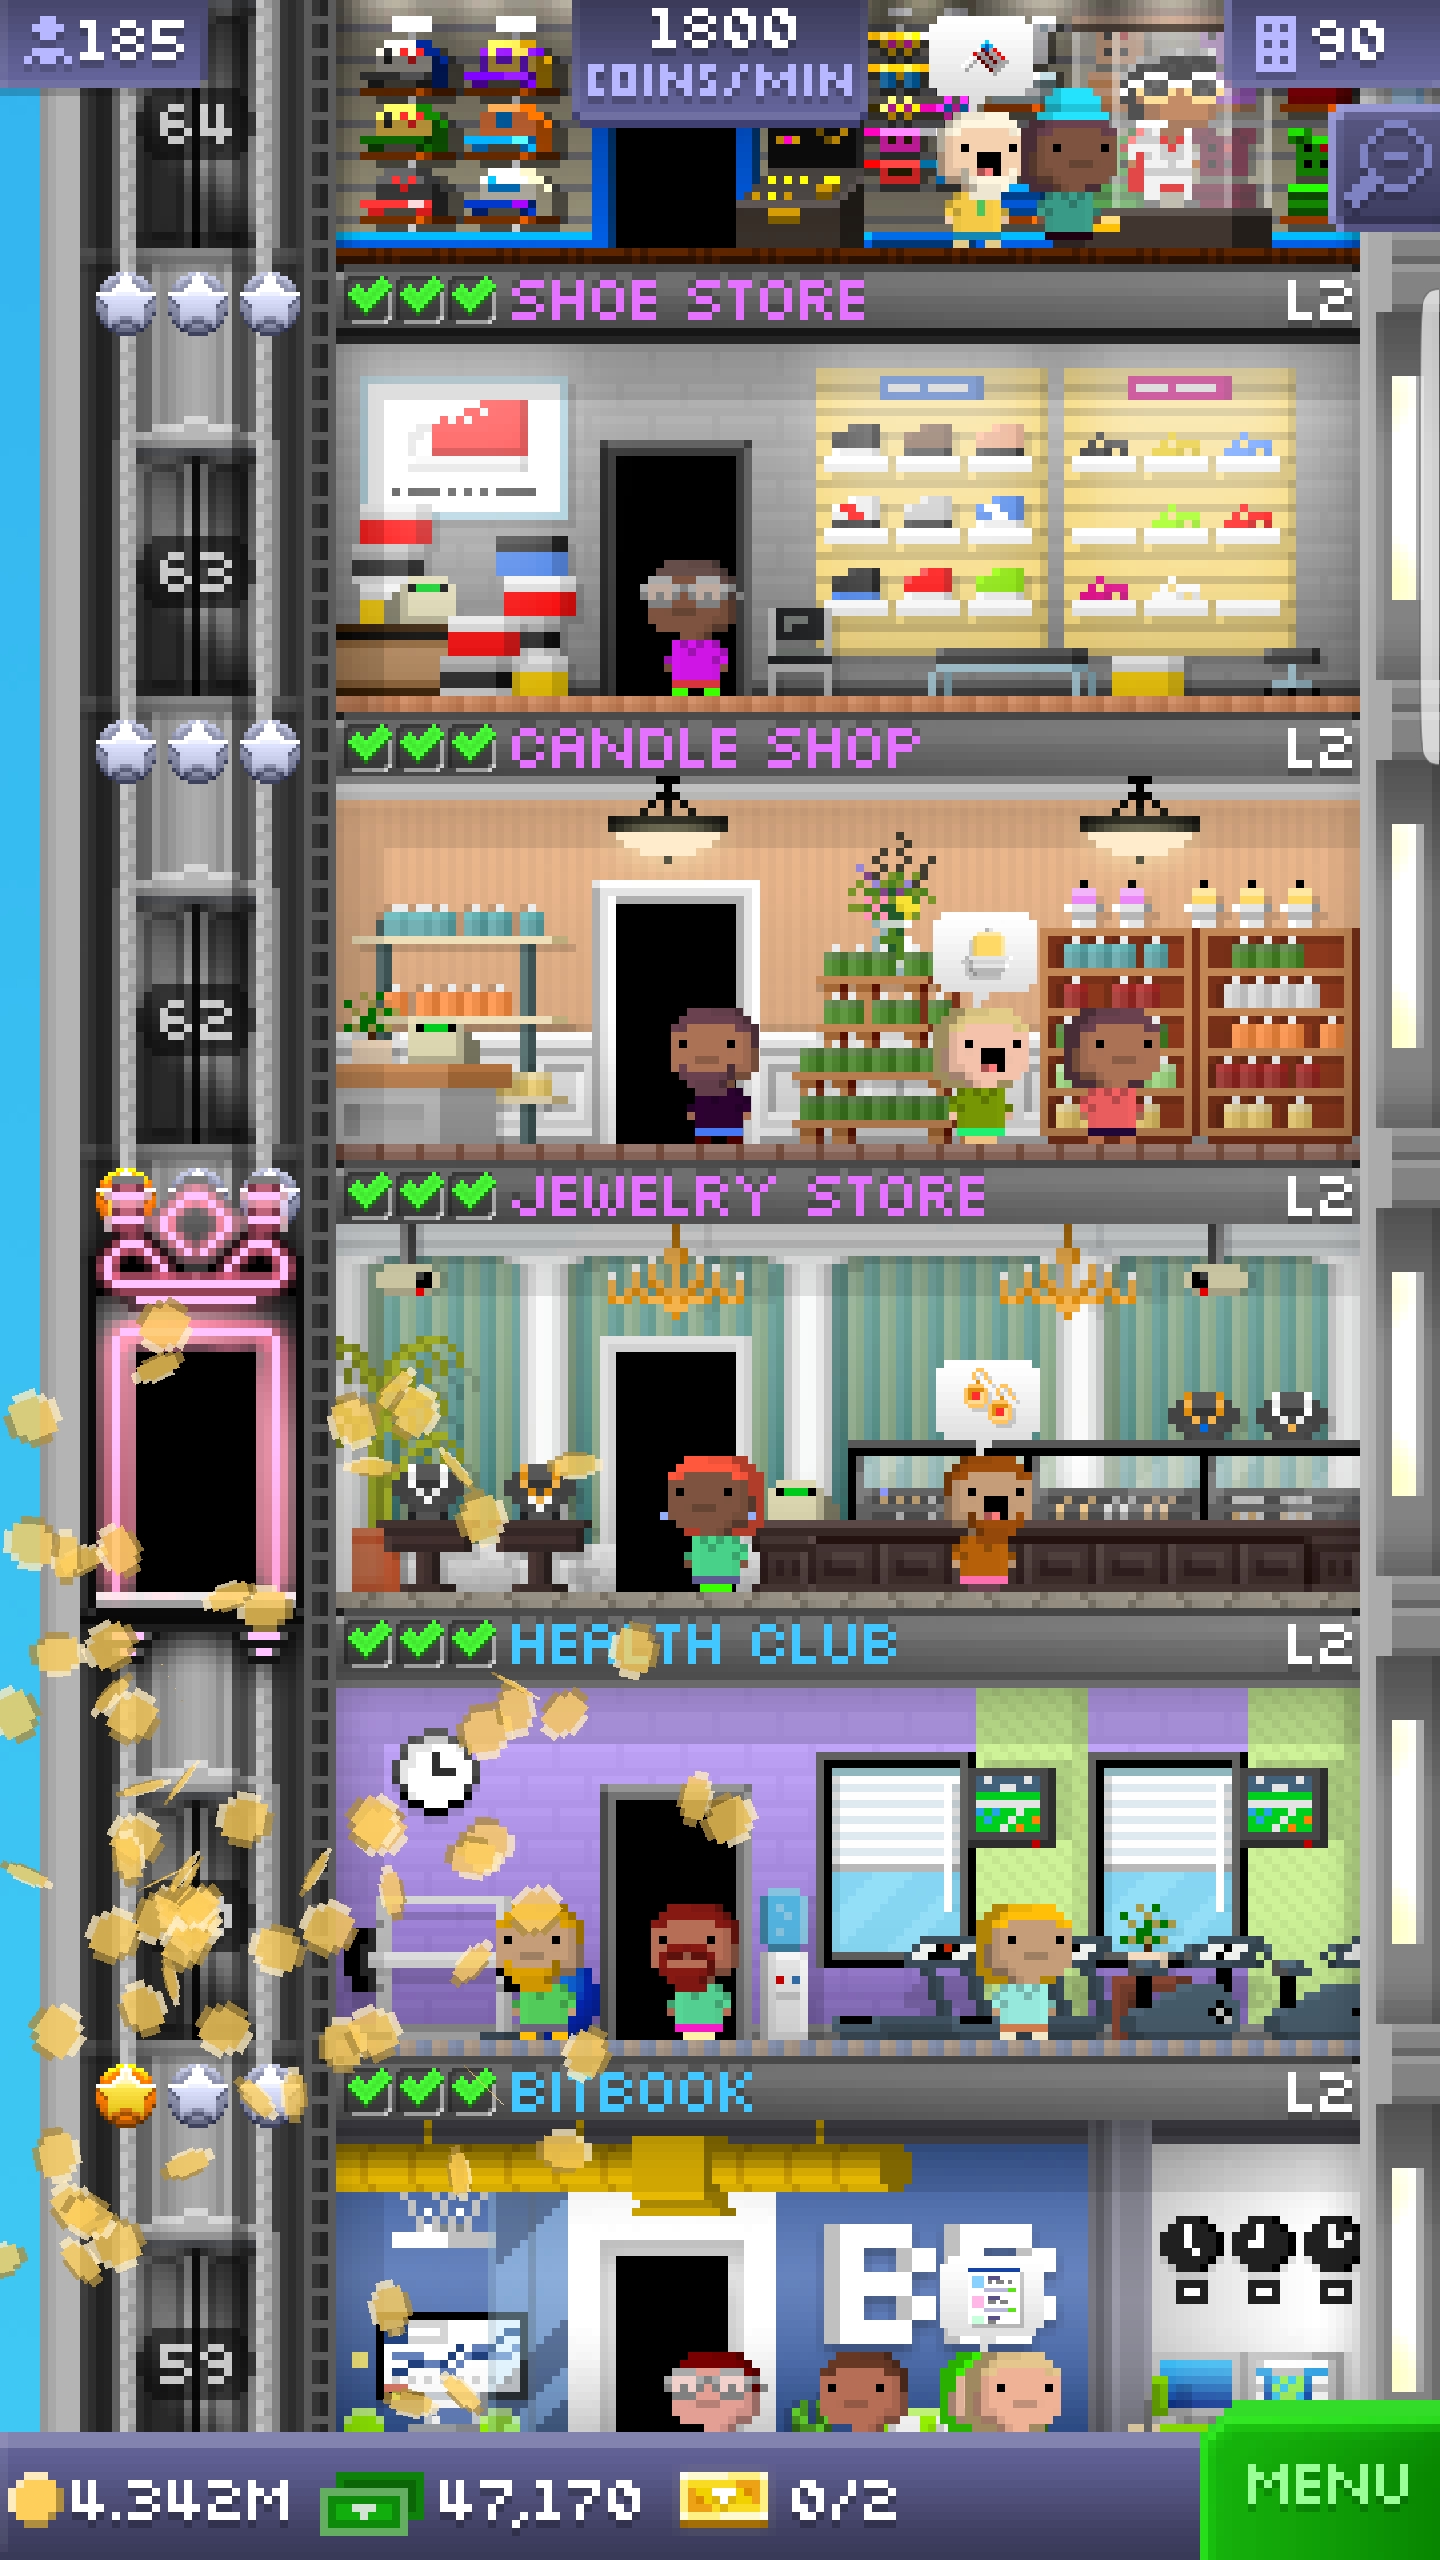 185
1800
COINS/MIN
90
64
SHOE STORE L2
63
CANDLE SHOP L2
62
JEWELRY STORE L2
HEALTH CLUB L2
BITBOOK L2
59
4.342M 47,170 0/2
MENU